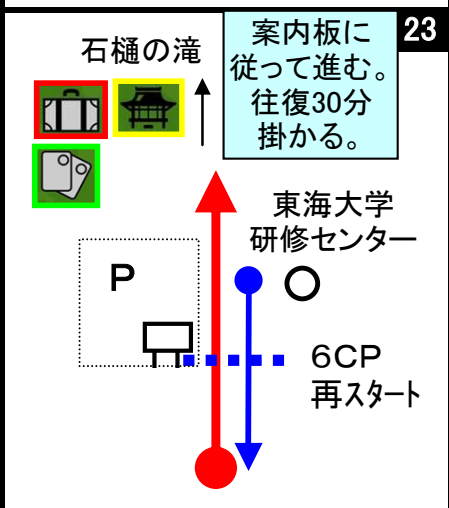 23
案内板に
従って進む。
往復30分
掛かる。
石樋の滝
東海大学
研修センター
P
6CP
再スタート